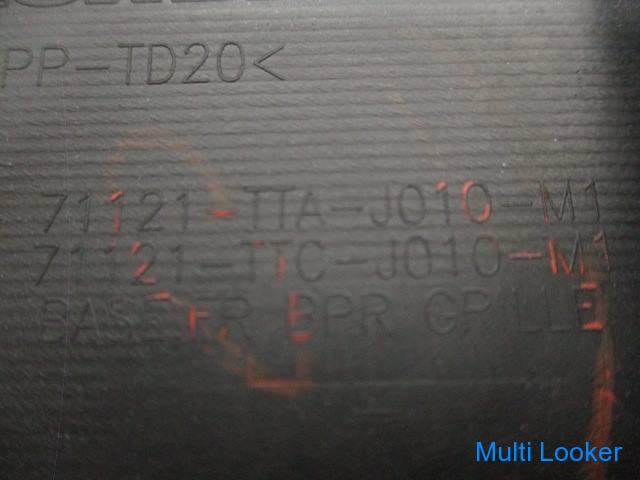 PP-TD20<
71121-TTA-J010-M1
71121-TTC-J010-M1
BASE FR BPR GRILLE
Multi Looker